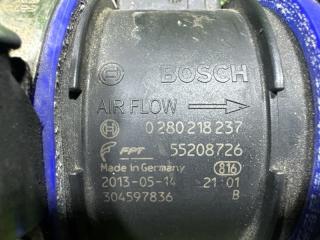 BOSCH
AIR FLOW
0 280 218 237
FPT 55208726
Made in Germany 816
2013-05-14 21:01
304597836 B